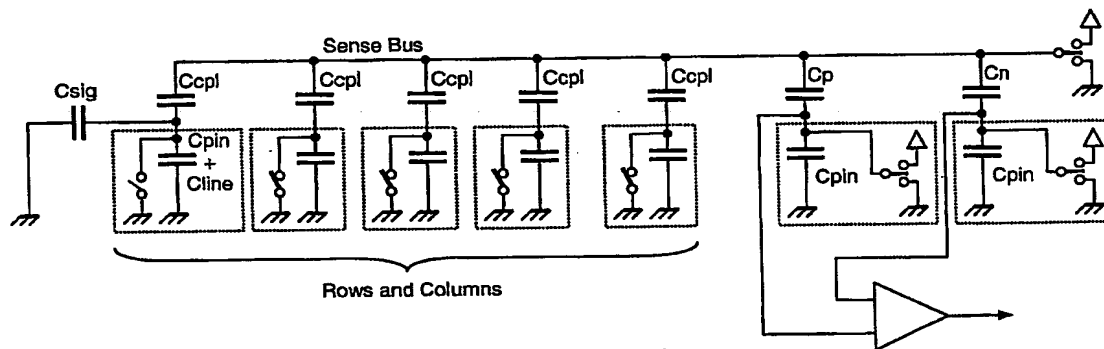 Sense Bus
Csig
Ccpl
Ccpl
Ccpl
Ccpl
Ccpl
Cp
Cn
Cpin
+
Cline
Cpin
Cpin
Rows and Columns